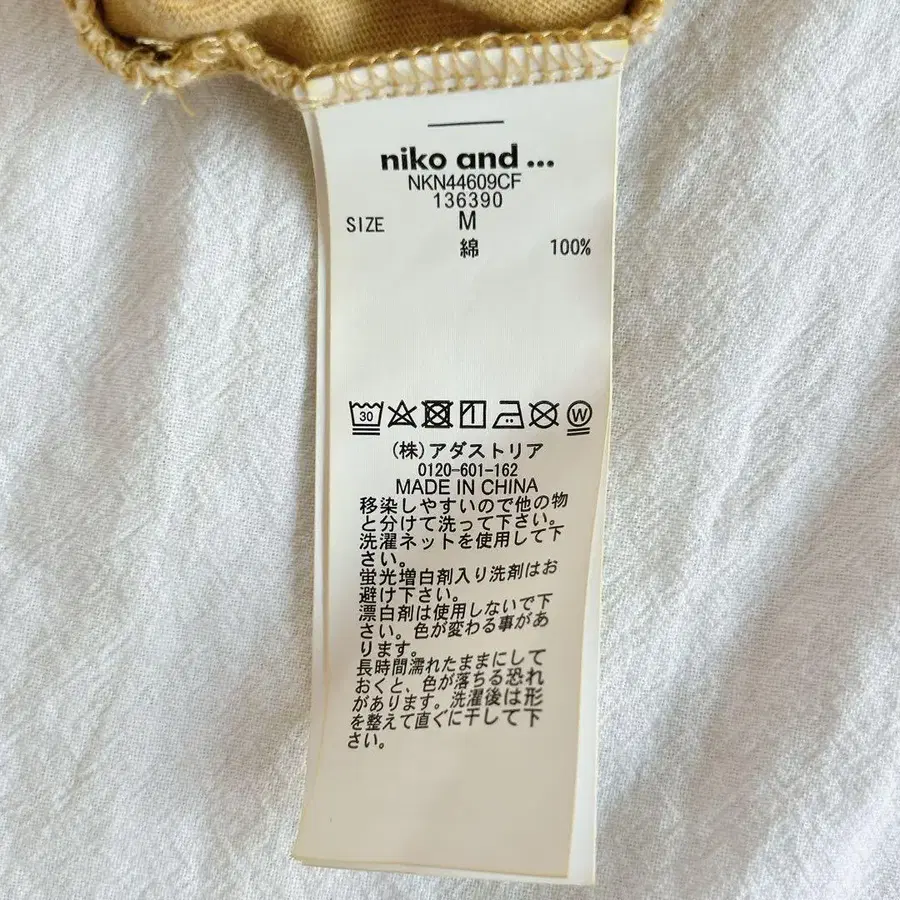 niko and ...
NKN44609CF
136390
SIZE M
綿 100%
30 1 W
(株)アダストリア
0120-601-162
MADE IN CHINA
移染しやすいので他の物
と分けて洗って下さい。
洗濯ネットを使用して下
さい。
蛍光増白剤入り洗剤はお
避け下さい。
漂白剤は使用しないで下
さい。色が変わる事があ
ります。
長時間濡れたままにして
おくと、色が落ちる恐れ
があります。洗濯後は形
を整えて直ぐに干して下
さい。